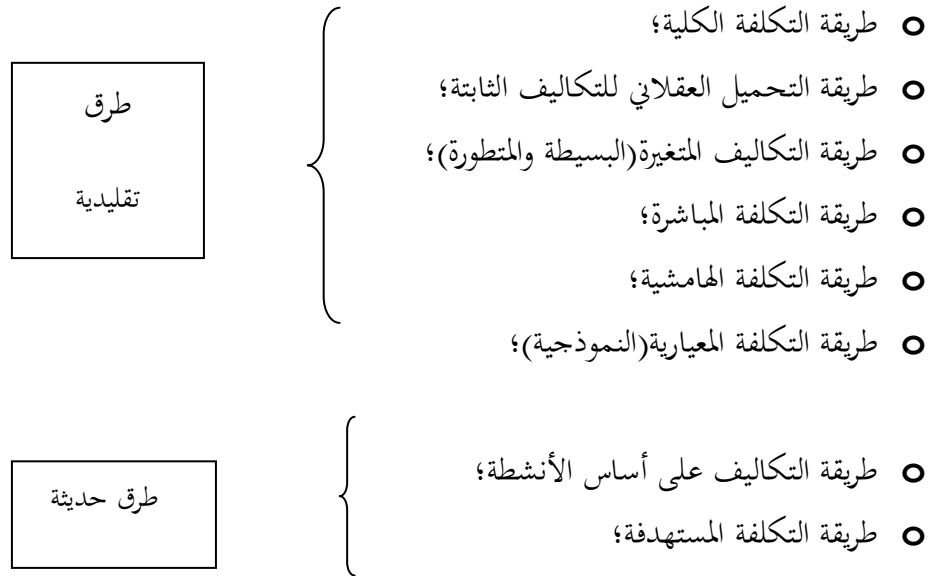 طريقة التكلفة الكلية؛
طريقة التحميل العقلاني للتكاليف الثابتة؛
طريقة التكاليف المتغيرة(البسيطة والمتطورة)؛
طريقة التكلفة المباشرة؛
طريقة التكلفة الهامشية؛
طريقة التكلفة المعيارية(النموذجية)؛
طرق
تقليدية
طريقة التكاليف على أساس الأنشطة؛
طريقة التكلفة المستهدفة؛
طرق حديثة